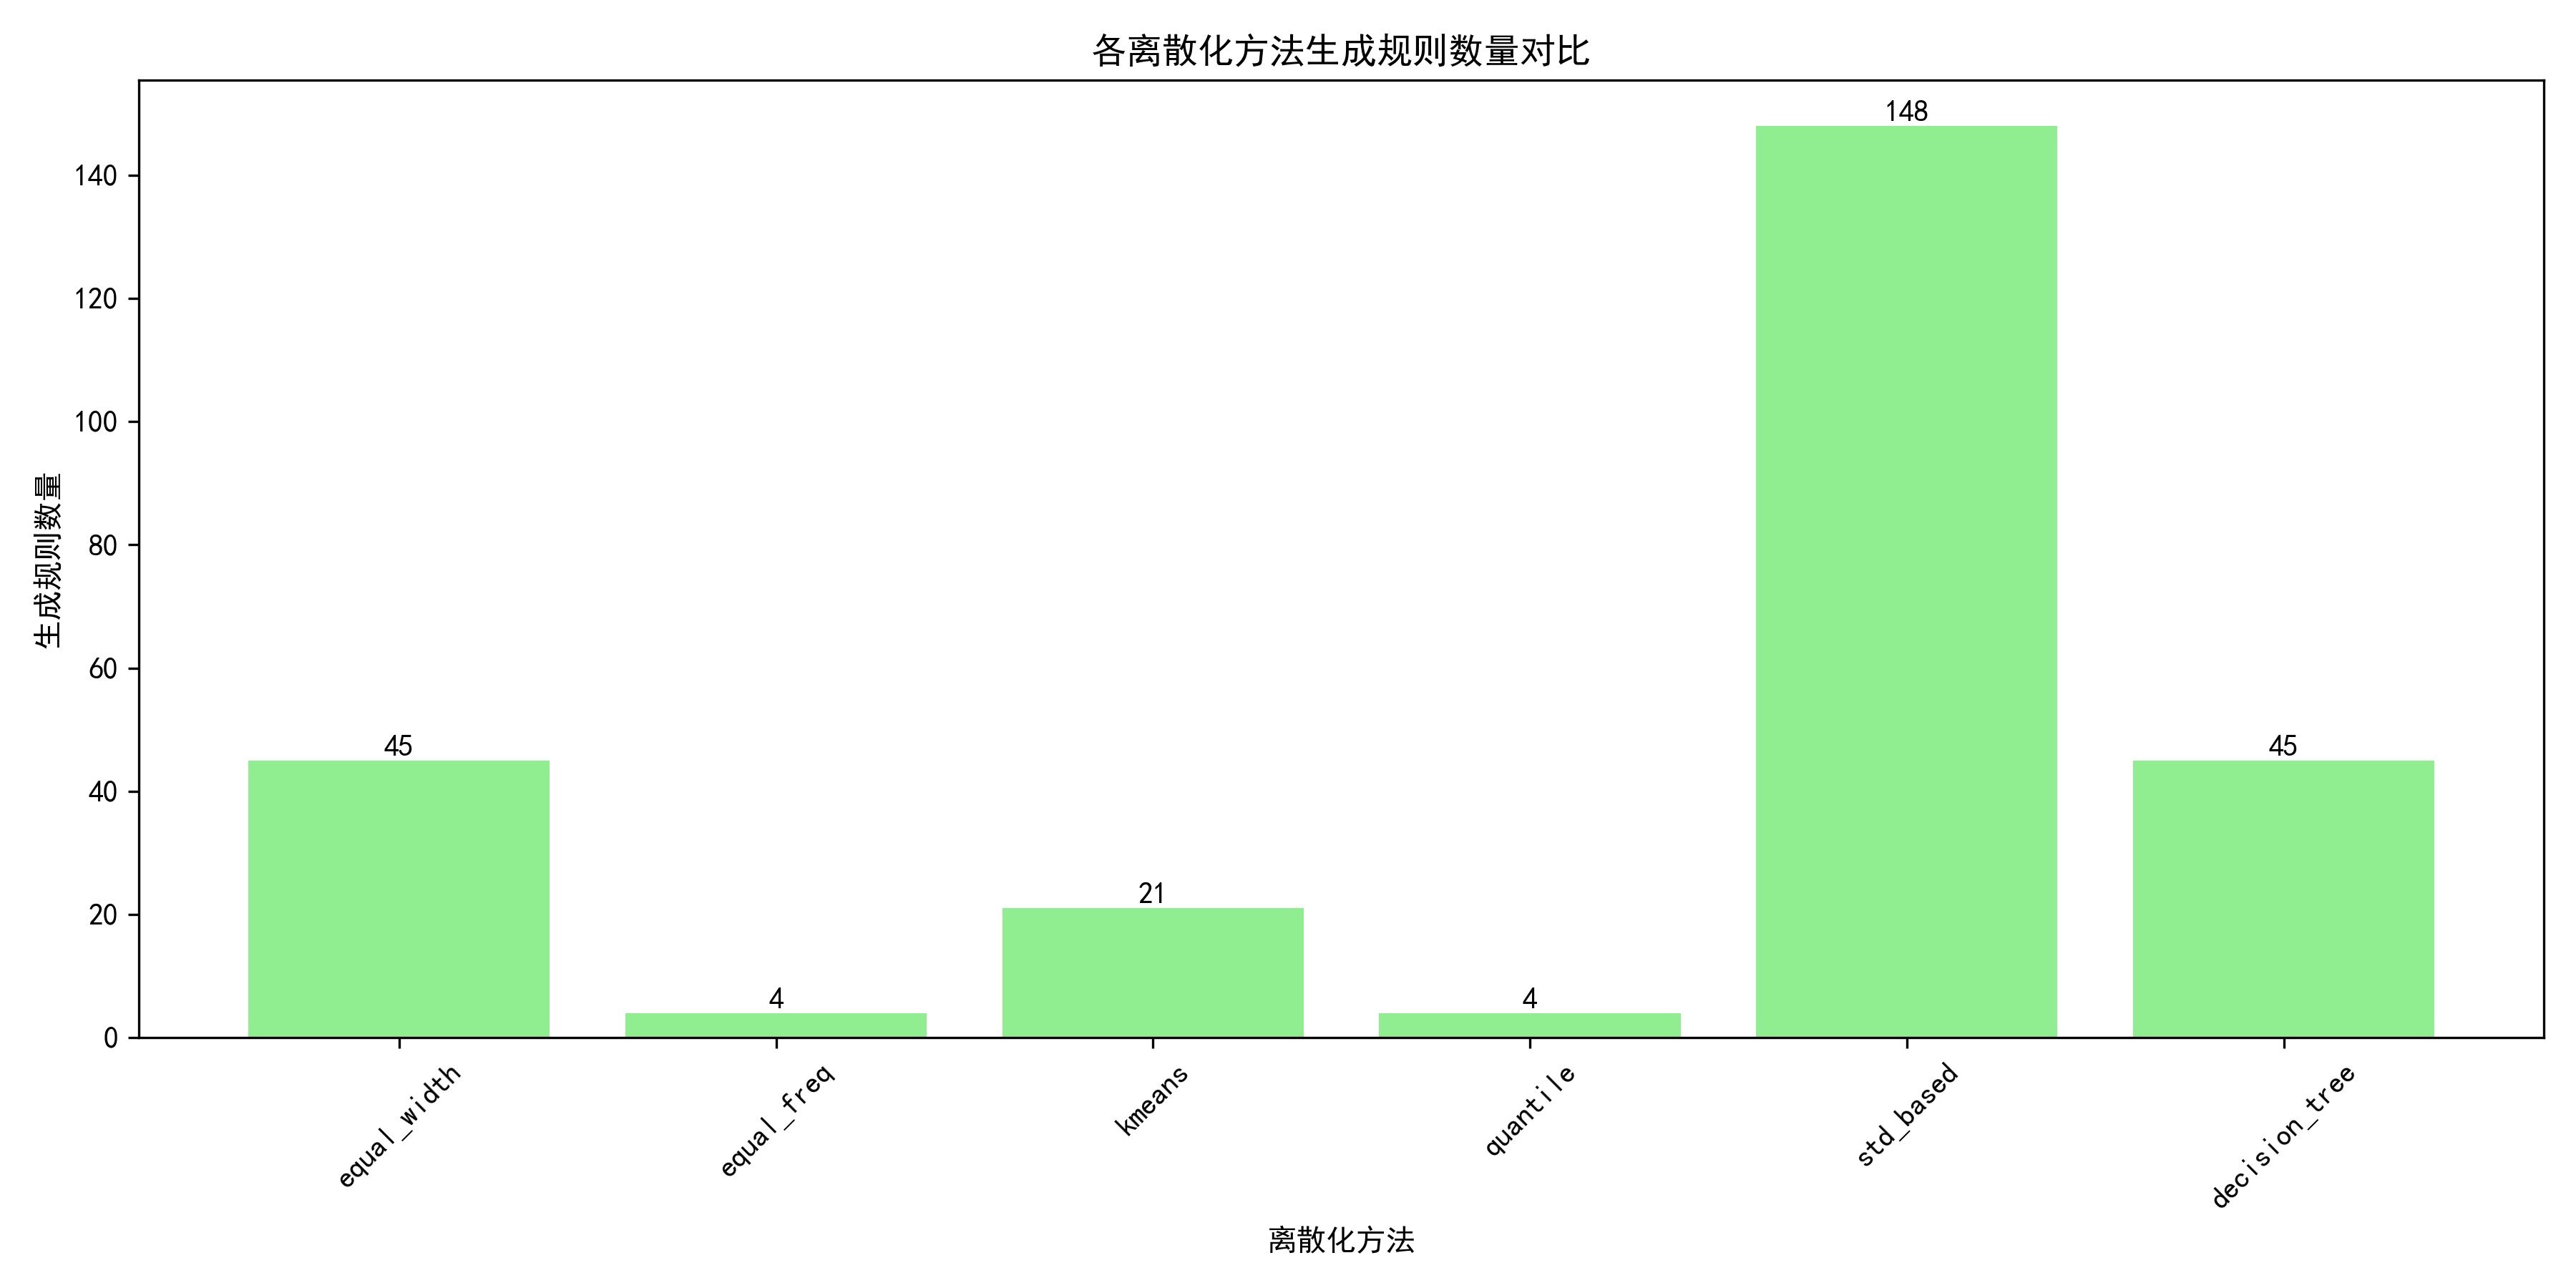 各离散化方法生成规则数量对比
生成规则数量
140
120
100
80
60
40
20
0
45
4
21
4
148
45
equal_width
equal_freq
kmeans
quantile
std_based
decision_tree
离散化方法